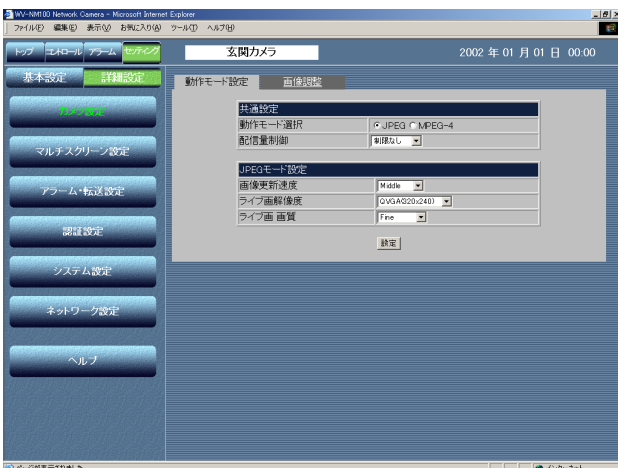 WV-NM100 Network Camera - Microsoft Internet Explorer
ファイル(F) 編集(E) 表示(V) お気に入り(A) ツール(T) ヘルプ(H)
トップ コントロール アラーム セッティング 玄関カメラ 2002 年 01 月 01 日 00:00
基本設定 詳細設定 動作モード設定 画像調整
カメラ設定
マルチスクリーン設定
アラーム・転送設定
認証設定
システム設定
ネットワーク設定
ヘルプ
共通設定
動作モード選択 JPEG MPEG-4
配信量制御 制限なし
JPEGモード設定
画像更新速度 Middle
ライブ画解像度 QVGA(320x240)
ライブ画 画質 Fine
設定